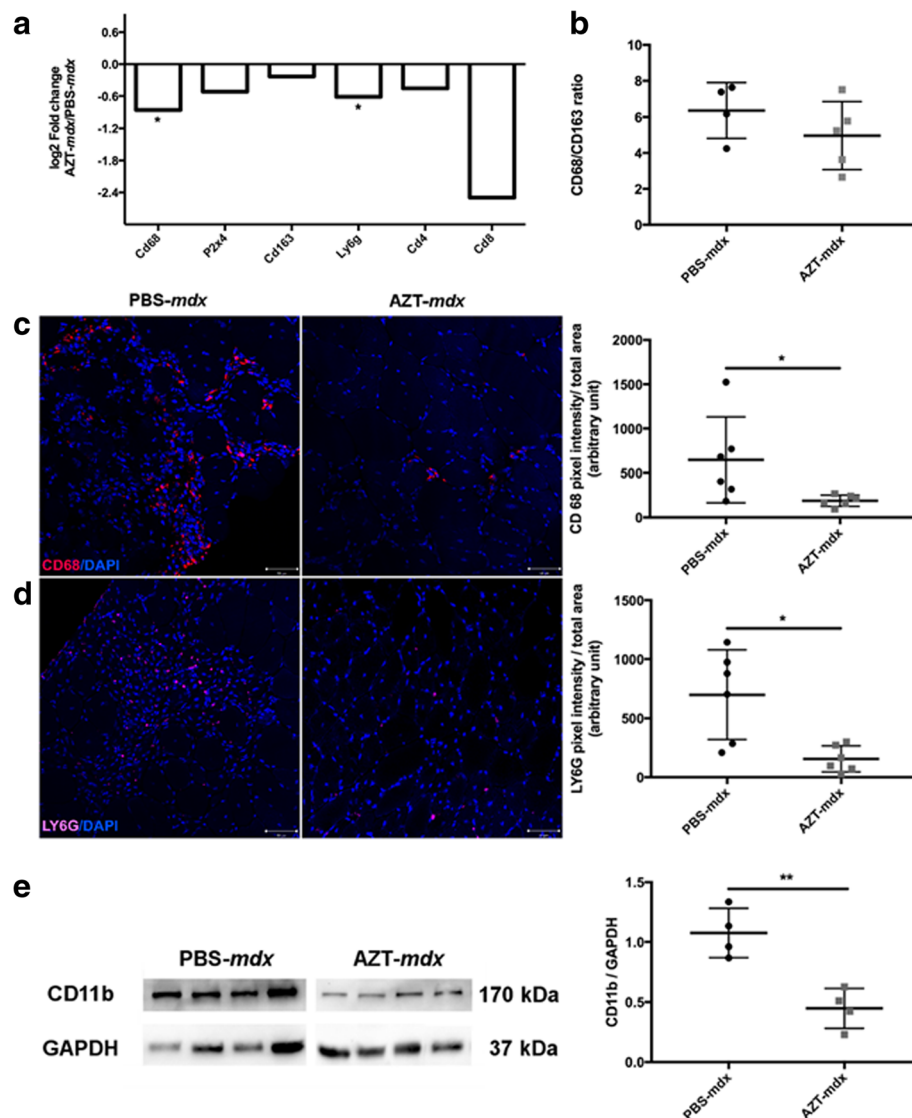 a
log2 Fold change
AZT-mdx/PBS-mdx
0.6
0.0
-0.6
-1.2
-1.8
-2.4
*
*
Cd68
P2x4
Cd163
Ly6g
Cd4
Cd8
b
CD68/CD163 ratio
10
8
6
4
2
0
PBS-mdx
AZT-mdx
PBS-mdx
AZT-mdx
c
CD68/DAPI
CD 68 pixel intensity/ total area
(arbitrary unit)
2000
1500
1000
500
0
*
PBS-mdx
AZT-mdx
d
LY6G/DAPI
LY6G pixel intensity / total area
(arbitrary unit)
1500
1000
500
0
*
PBS-mdx
AZT-mdx
e
PBS-mdx
AZT-mdx
CD11b
170 kDa
GAPDH
37 kDa
CD11b / GAPDH
1.5
1.0
0.5
0.0
**
PBS-mdx
AZT-mdx